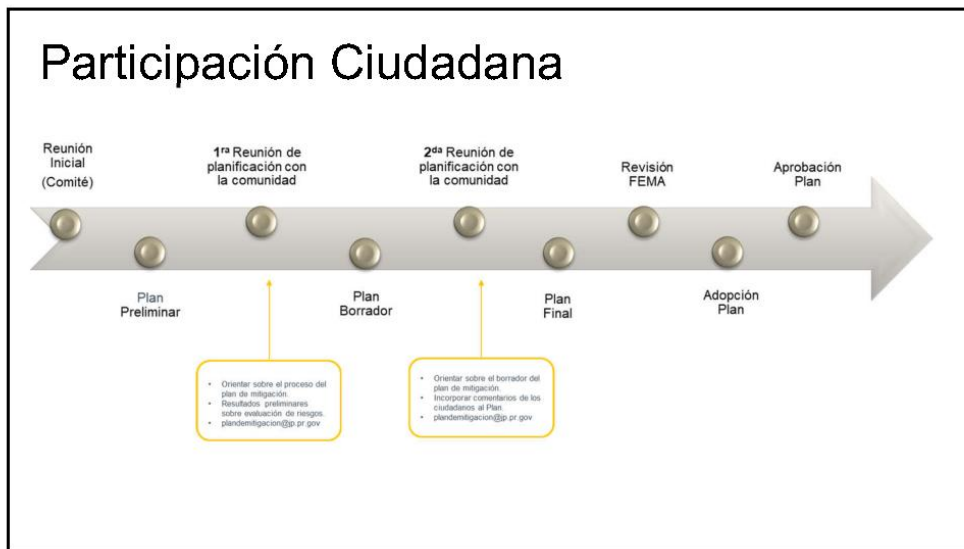 Participación Ciudadana
Reunión
Inicial
(Comité)
Plan
Preliminar
1ra Reunión de
planificación con
la comunidad
Plan
Borrador
2da Reunión de
planificación con
la comunidad
Plan
Final
Revisión
FEMA
Adopción
Plan
Aprobación
Plan
• Orientar sobre el proceso del
plan de mitigación.
• Resultados preliminares
sobre evaluación de riesgos.
• plandemitigacion@jp.pr.gov
• Orientar sobre el borrador del
plan de mitigación.
• Incorporar comentarios de los
ciudadanos al Plan
• plandemitigacion@jp.pr.gov